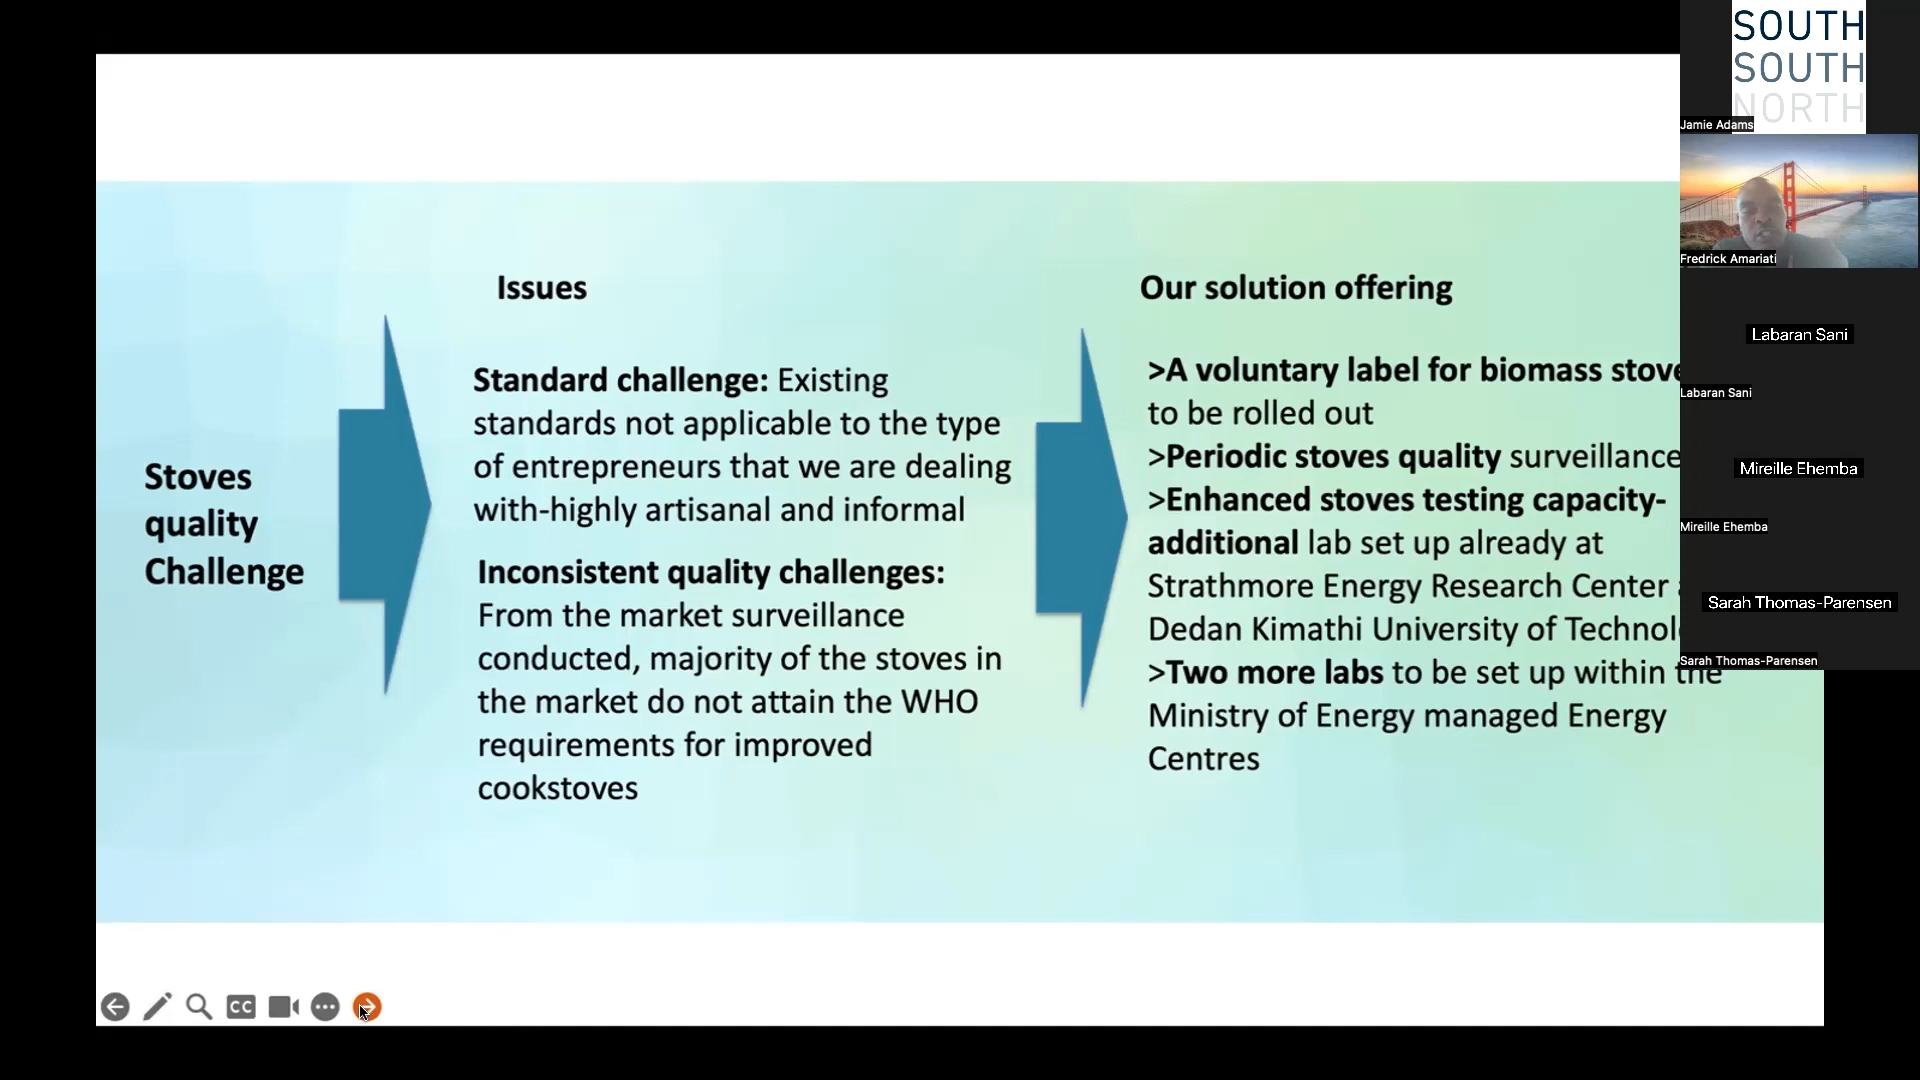 Issues
Standard challenge: Existing
standards not applicable to the type
of entrepreneurs that we are dealing
with-highly artisanal and informal
Inconsistent quality challenges:
From the market surveillance
conducted, majority of the stoves in
the market do not attain the WHO
requirements for improved
cookstoves
Stoves
quality
Challenge
Our solution offering
>A voluntary label for biomass
to be rolled out
>Periodic stoves quality surveillance
>Enhanced stoves testing capacity-
additional lab set up already at
Strathmore Energy Research Center
Dedan Kimathi University of
>Two more labs to be set up within the
Ministry of Energy managed Energy
Centres
CC
SOUTH
SOUTH
NORTH
Jamie Adams
Fredrick Amariati
Labaran Sani
Labaran Sani
Mireille Ehemba
Mireille Ehemba
Sarah Thomas-Parensen
Sarah Thomas-Parensen